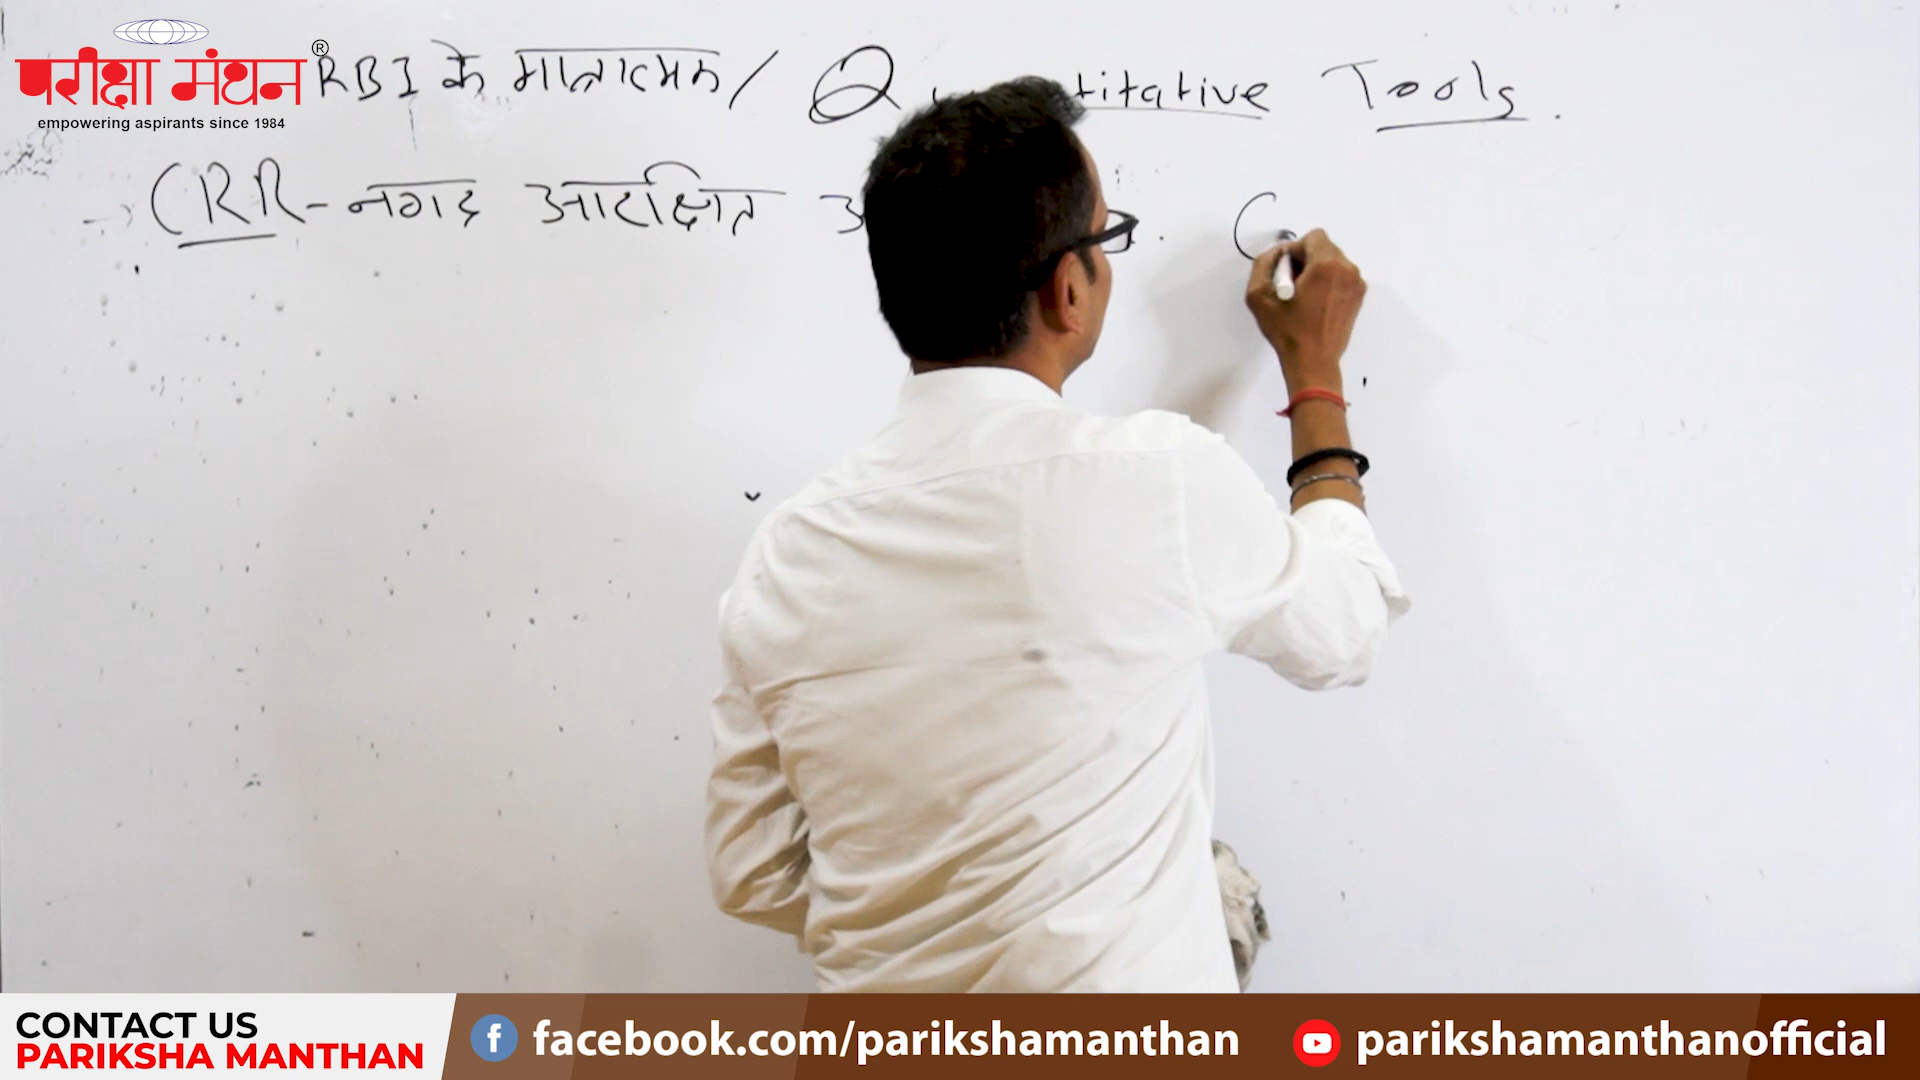 परीक्षा मंथन ®
empowering aspirants since 1984
RBI के मात्रात्मक / Q titative Tools .
→ CRR - नगद आरक्षित अ . C
CONTACT US
PARIKSHA MANTHAN
facebook.com/parikshamanthan
parikshamanthanofficial